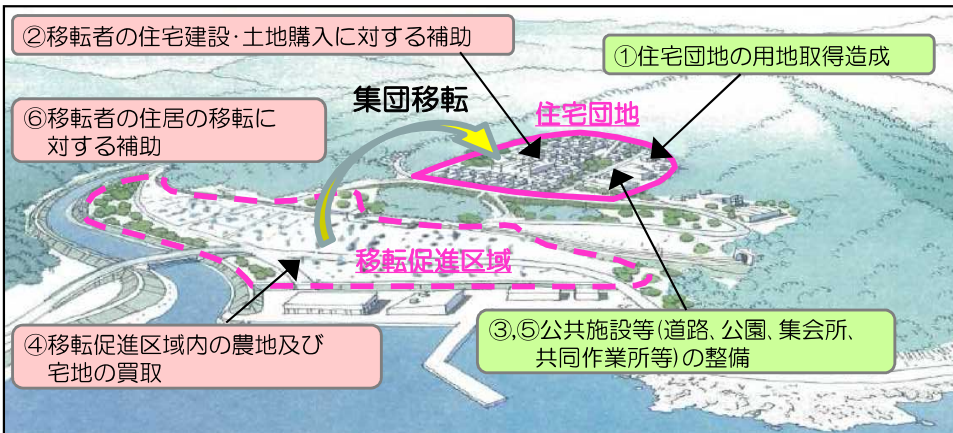 ②移転者の住宅建設･土地購入に対する補助
①住宅団地の用地取得造成
集団移転
住宅団地
⑥移転者の住居の移転に
対する補助
移転促進区域
④移転促進区域内の農地及び
宅地の買取
③,⑤公共施設等(道路、公園、集会所、
共同作業所等)の整備